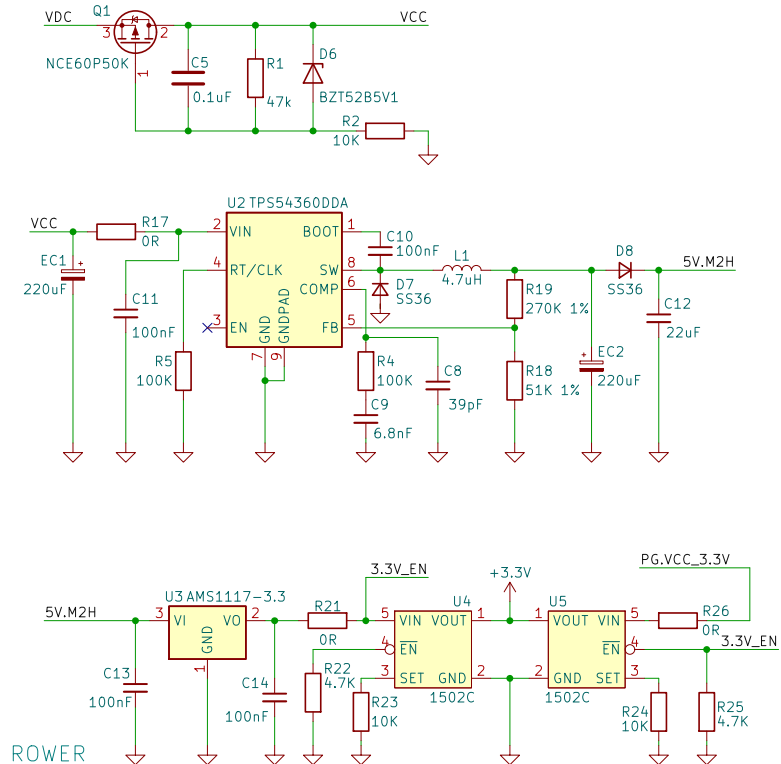 Q1
VDC
VCC
3
2
NCE60P50K
1
C5
0.1uF
R1
47k
D6
BZT52B5V1
R2
10K
U2 TPS54360DDA
VCC
R17
0R
2
VIN
BOOT
1
C10
100nF
EC1
220uF
4
RT/CLK
SW
8
COMP
6
L1
4.7uH
D7
SS36
D8
SS36
5V.M2H
R19
270K 1%
C11
100nF
3
EN
GND
GNDPAD
FB
5
7
9
C12
22uF
R5
100K
R4
100K
C8
39pF
R18
51K 1%
EC2
220uF
C9
6.8nF
3.3V_EN
+3.3V
PG.VCC_3.3V
U3 AMS1117-3.3
5V.M2H
3
VI
VO
2
GND
1
R21
0R
U4
5
VIN
VOUT
1
4
EN
3
SET
GND
2
1502C
U5
1
VOUT
VIN
5
EN
4
2
GND
SET
3
1502C
R26
0R
3.3V_EN
C13
100nF
C14
100nF
R22
4.7K
R23
10K
R24
10K
R25
4.7K
ROWER